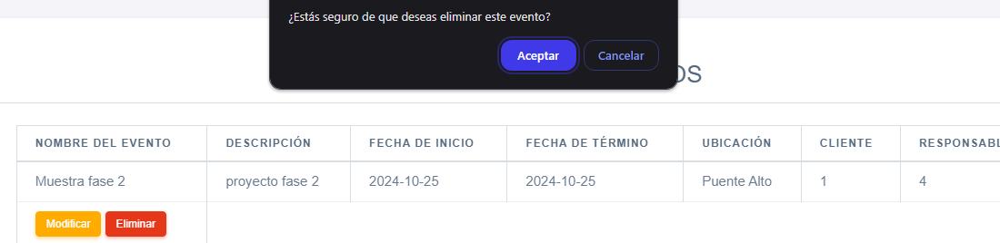 ¿Estás seguro de que deseas eliminar este evento?
Aceptar Cancelar
OS
NOMBRE DEL EVENTO DESCRIPCIÓN FECHA DE INICIO FECHA DE TÉRMINO UBICACIÓN CLIENTE RESPONSABL
Muestra fase 2 proyecto fase 2 2024-10-25 2024-10-25 Puente Alto 1 4
Modificar Eliminar